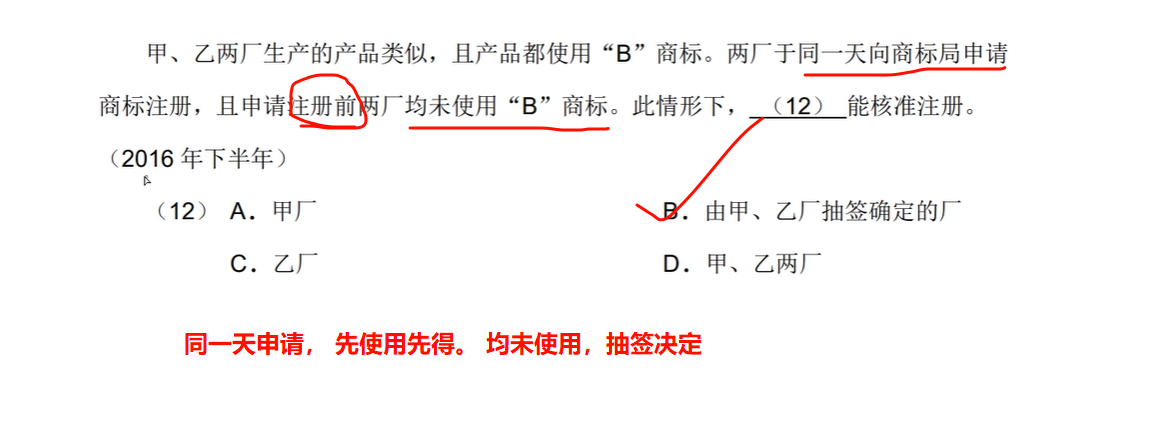 甲、乙两厂生产的产品类似，且产品都使用“B”商标。两厂于同一天向商标局申请
商标注册，且申请注册前两厂均未使用“B”商标。此情形下，（12）能核准注册。
（2016 年下半年）
（12） A．甲厂 B．由甲、乙厂抽签确定的厂
C．乙厂 D．甲、乙两厂
同一天申请， 先使用先得。 均未使用，抽签决定